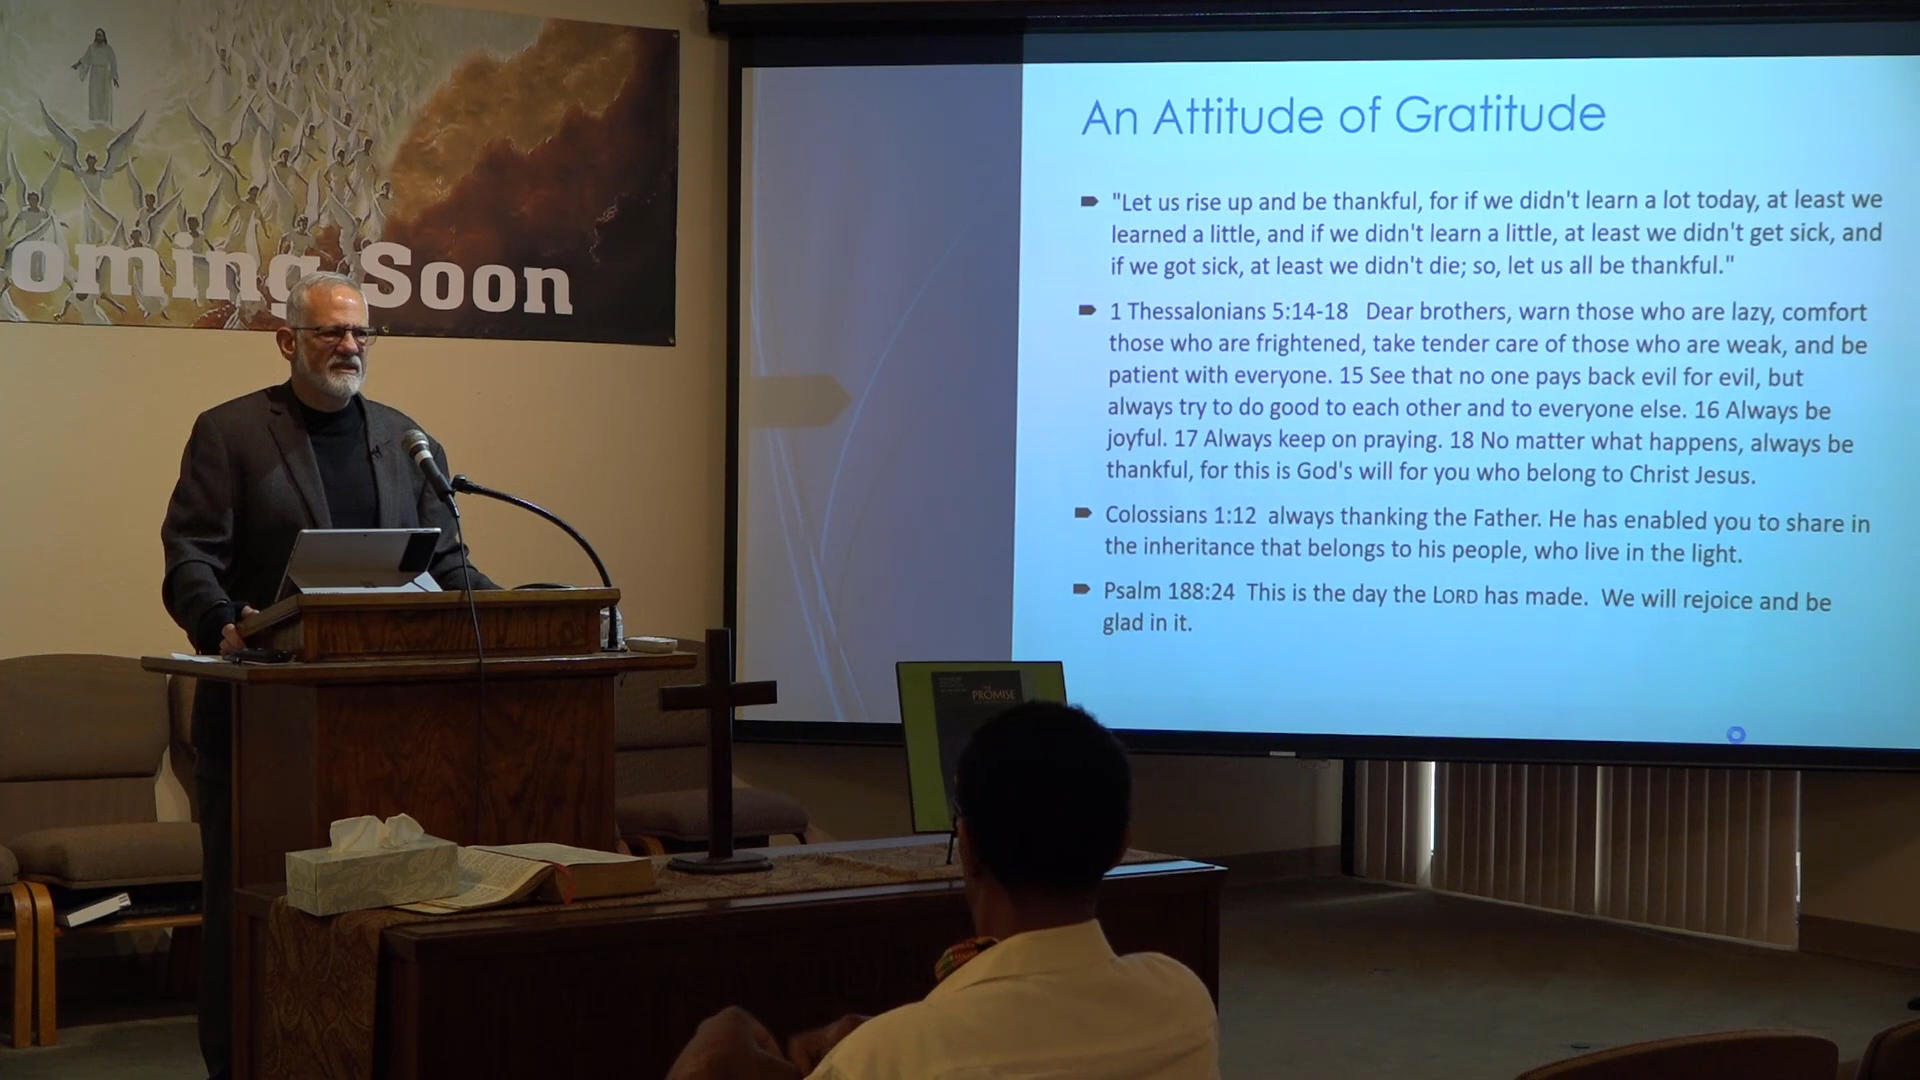 oming Soon
An Attitude of Gratitude
"Let us rise up and be thankful, for if we didn't learn a lot today, at least we
learned a little, and if we didn't learn a little, at least we didn't get sick, and
if we got sick, at least we didn't die; so, let us all be thankful."
1 Thessalonians 5:14-18 Dear brothers, warn those who are lazy, comfort
those who are frightened, take tender care of those who are weak, and be
patient with everyone. 15 See that no one pays back evil for evil, but
always try to do good to each other and to everyone else. 16 Always be
joyful. 17 Always keep on praying. 18 No matter what happens, always be
thankful, for this is God's will for you who belong to Christ Jesus.
Colossians 1:12 always thanking the Father. He has enabled you to share in
the inheritance that belongs to his people, who live in the light.
Psalm 188:24 This is the day the LORD has made. We will rejoice and be
glad in it.
PROMISE